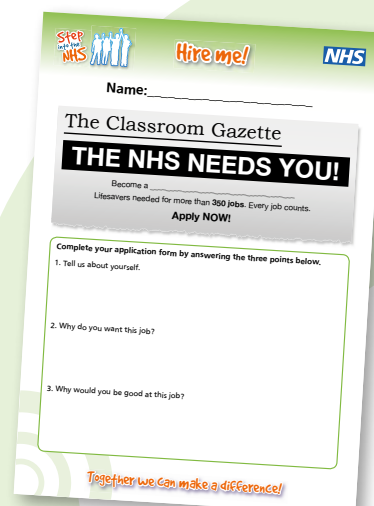 Step
into the
NHS
Hire me!
NHS
Name:
The Classroom Gazette
THE NHS NEEDS YOU!
Become a
Lifesavers needed for more than 350 jobs. Every job counts.
Apply NOW!
Complete your application form by answering the three points below.
1. Tell us about yourself.
2. Why do you want this job?
3. Why would you be good at this job?
Together we can make a difference!